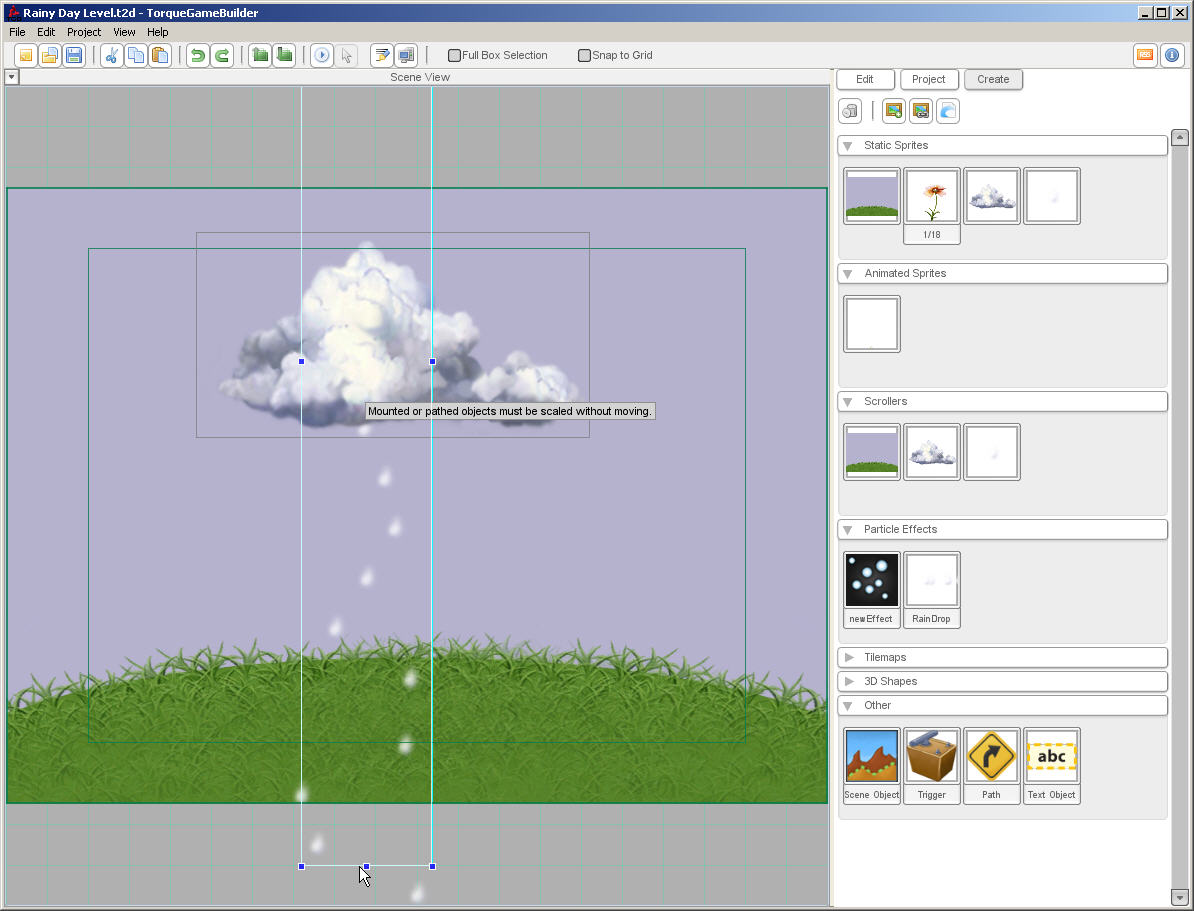 Rainy Day Level.t2d - TorqueGameBuilder
File Edit Project View Help
Full Box Selection Snap to Grid
Scene View
Edit Project Create
Static Sprites
1/18
Animated Sprites
Scrollers
Mounted or pathed objects must be scaled without moving.
Particle Effects
newEffect RainDrop
Tilemaps
3D Shapes
Other
abc
Scene Object Trigger Path Text Object